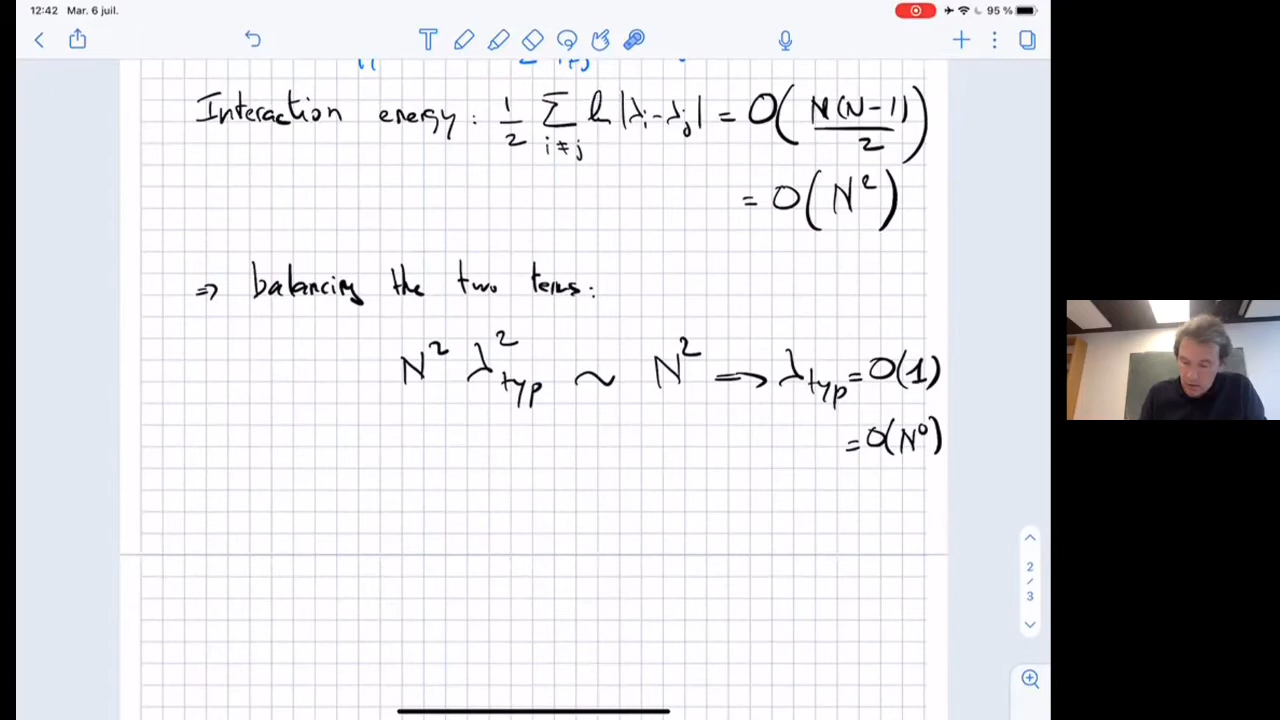 12:42 Mar. 6 juil. 95 %
Interaction energy: 1/2 ∑_{i≠j} ln |λ_i - λ_j| = O( N(N-1)/2 )
= O(N²)
⇒ balancing the two terms:
N² λ²_typ ~ N² ⇒ λ_typ = O(1)
= O(N⁰)
2
/
3